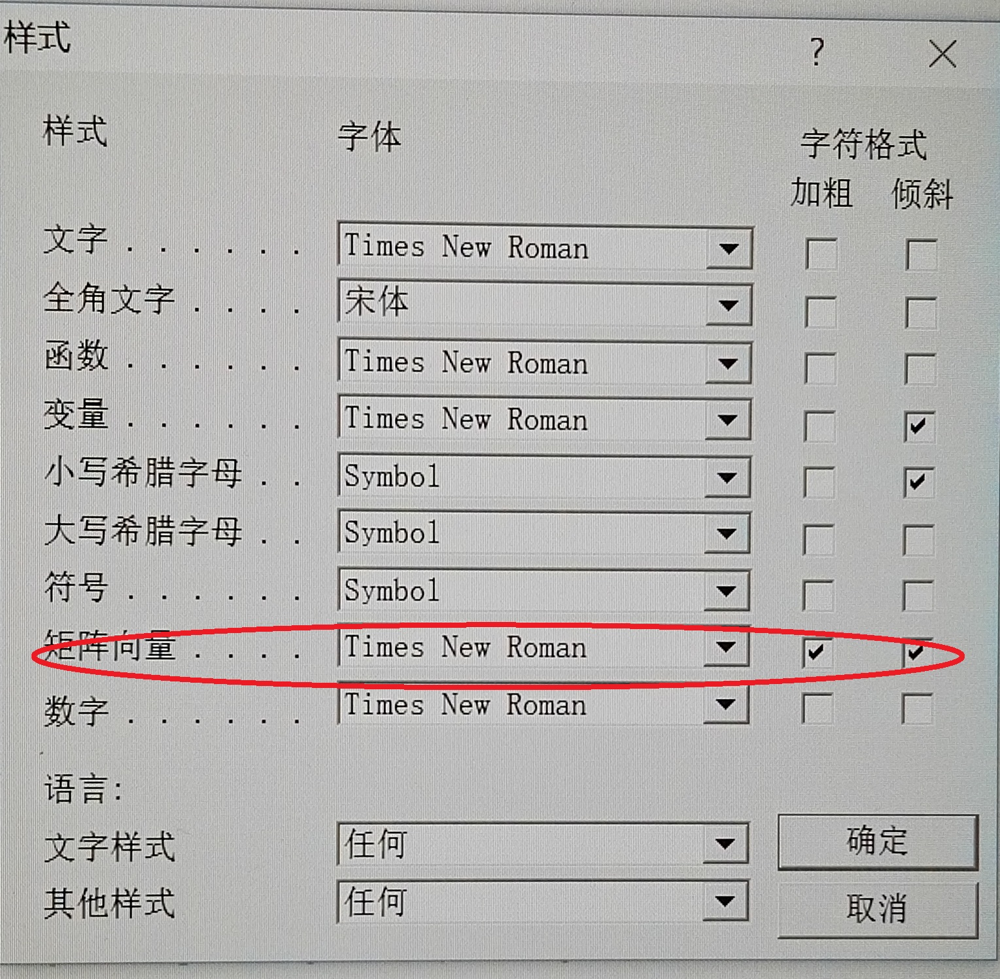 样式 ?
样式 字体 字符格式
加粗 倾斜
文字 . . . . . . Times New Roman
全角文字 . . . . 宋体
函数 . . . . . . Times New Roman
变量 . . . . . . Times New Roman
小写希腊字母 . . Symbol
大写希腊字母 . . Symbol
符号 . . . . . . Symbol
矩阵向量 . . . . Times New Roman
数字 . . . . . . Times New Roman
语言:
文字样式 任何 确定
其他样式 任何 取消